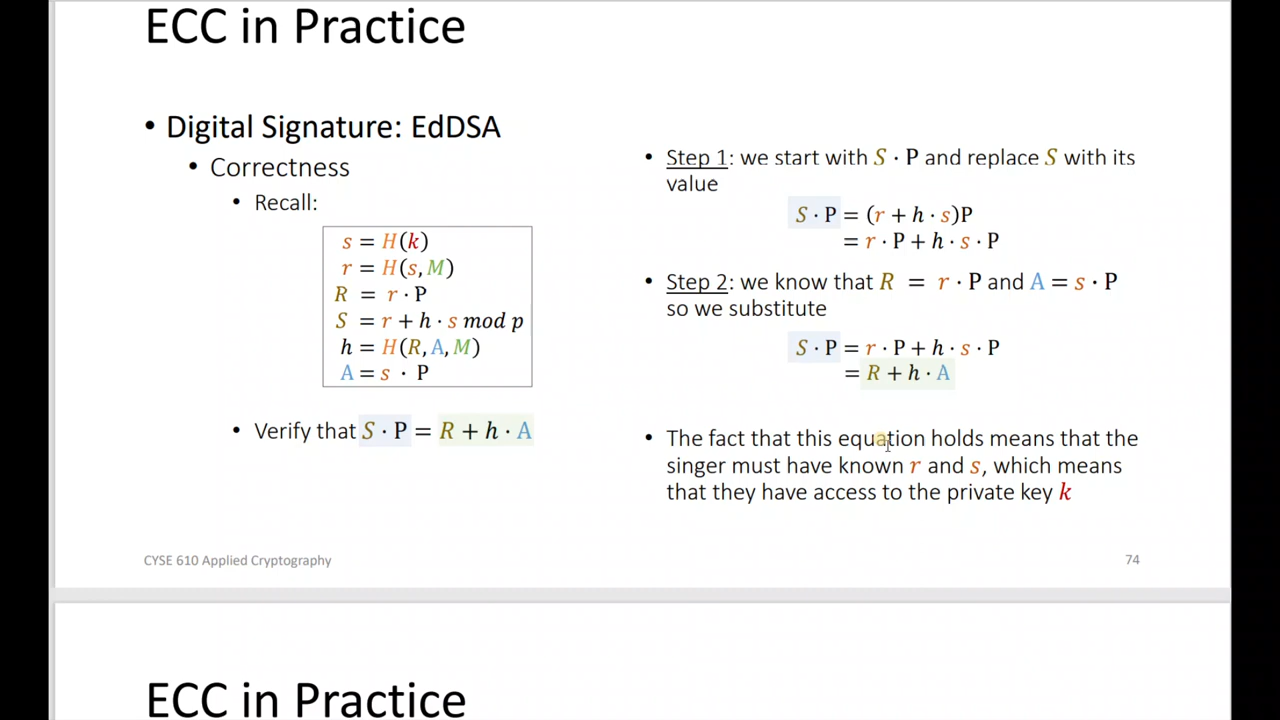 ECC in Practice
• Digital Signature: EdDSA
• Correctness
• Recall:
s = H(k)
r = H(s, M)
R = r · P
S = r + h · s mod p
h = H(R, A, M)
A = s · P
• Verify that S · P = R + h · A
• Step 1: we start with S · P and replace S with its
value
S · P = (r + h · s)P
= r · P + h · s · P
• Step 2: we know that R = r · P and A = s · P
so we substitute
S · P = r · P + h · s · P
= R + h · A
• The fact that this equation holds means that the
singer must have known r and s, which means
that they have access to the private key k
CYSE 610 Applied Cryptography
74
ECC in Practice